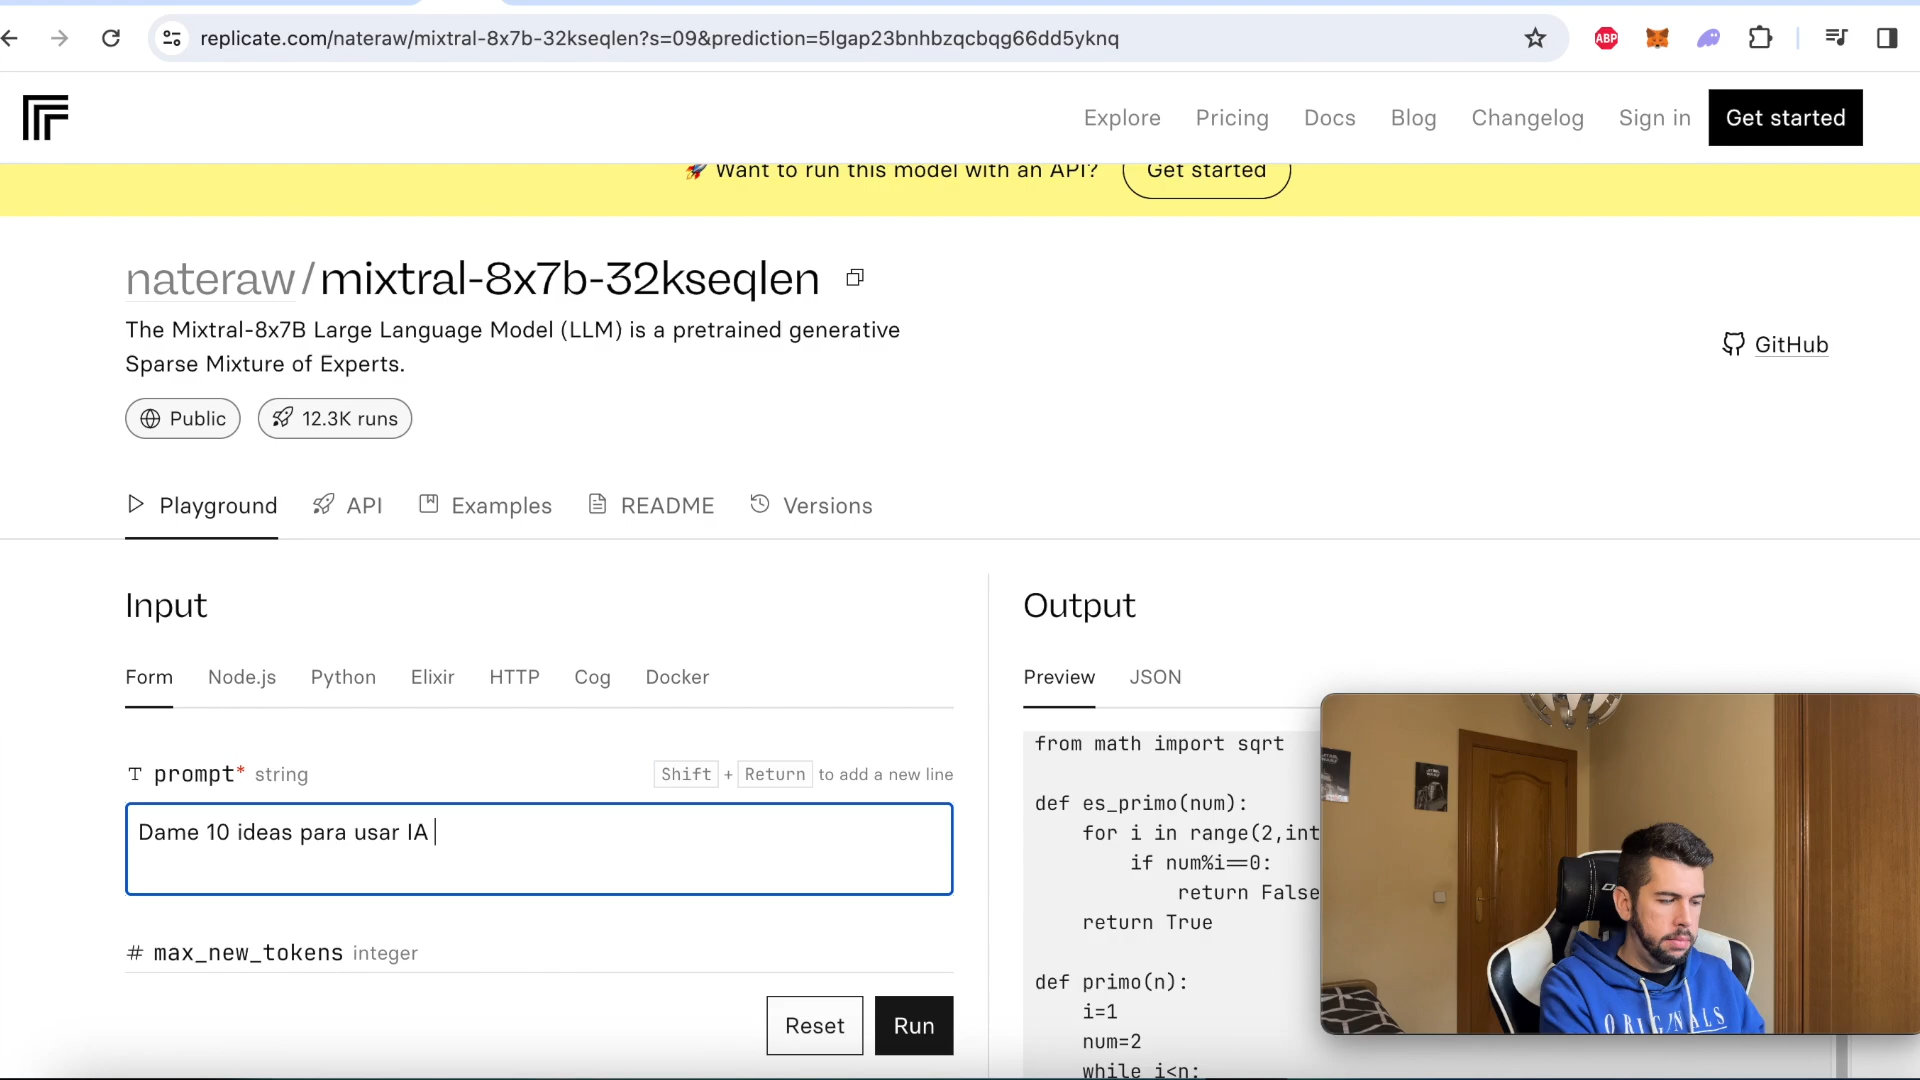 replicate.com/nateraw/mixtral-8x7b-32kseqlen?s=09&prediction=5lgap23bnhbzqcbqg66dd5yknq
ABP
Explore Pricing Docs Blog Changelog Sign in Get started
🚀 Want to run this model with an API? Get started
nateraw/mixtral-8x7b-32kseqlen
The Mixtral-8x7B Large Language Model (LLM) is a pretrained generative
Sparse Mixture of Experts.
GitHub
Public 12.3K runs
Playground API Examples README Versions
Input
Form Node.js Python Elixir HTTP Cog Docker
T prompt* string Shift + Return to add a new line
Dame 10 ideas para usar IA
# max_new_tokens integer
Reset Run
Output
Preview JSON
from math import sqrt
def es_primo(num):
for i in range(2,int
if num%i==0:
return False
return True
def primo(n):
i=1
num=2
while i<n:
ORIGINALS